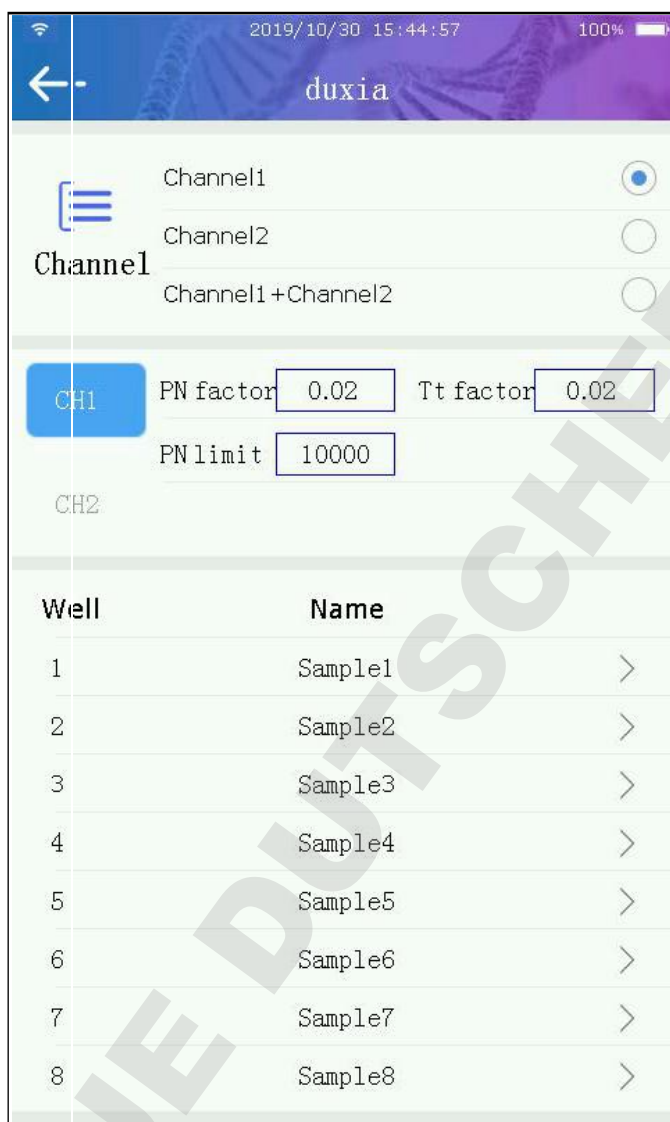 2019/10/30 15:44:57 100%
duxia
Channel
Channel1
Channel2
Channel1+Channel2
CH1
CH2
PN factor 0.02 Tt factor 0.02
PN limit 10000
Well Name
1 Sample1
2 Sample2
3 Sample3
4 Sample4
5 Sample5
6 Sample6
7 Sample7
8 Sample8
UE DUTSCHE